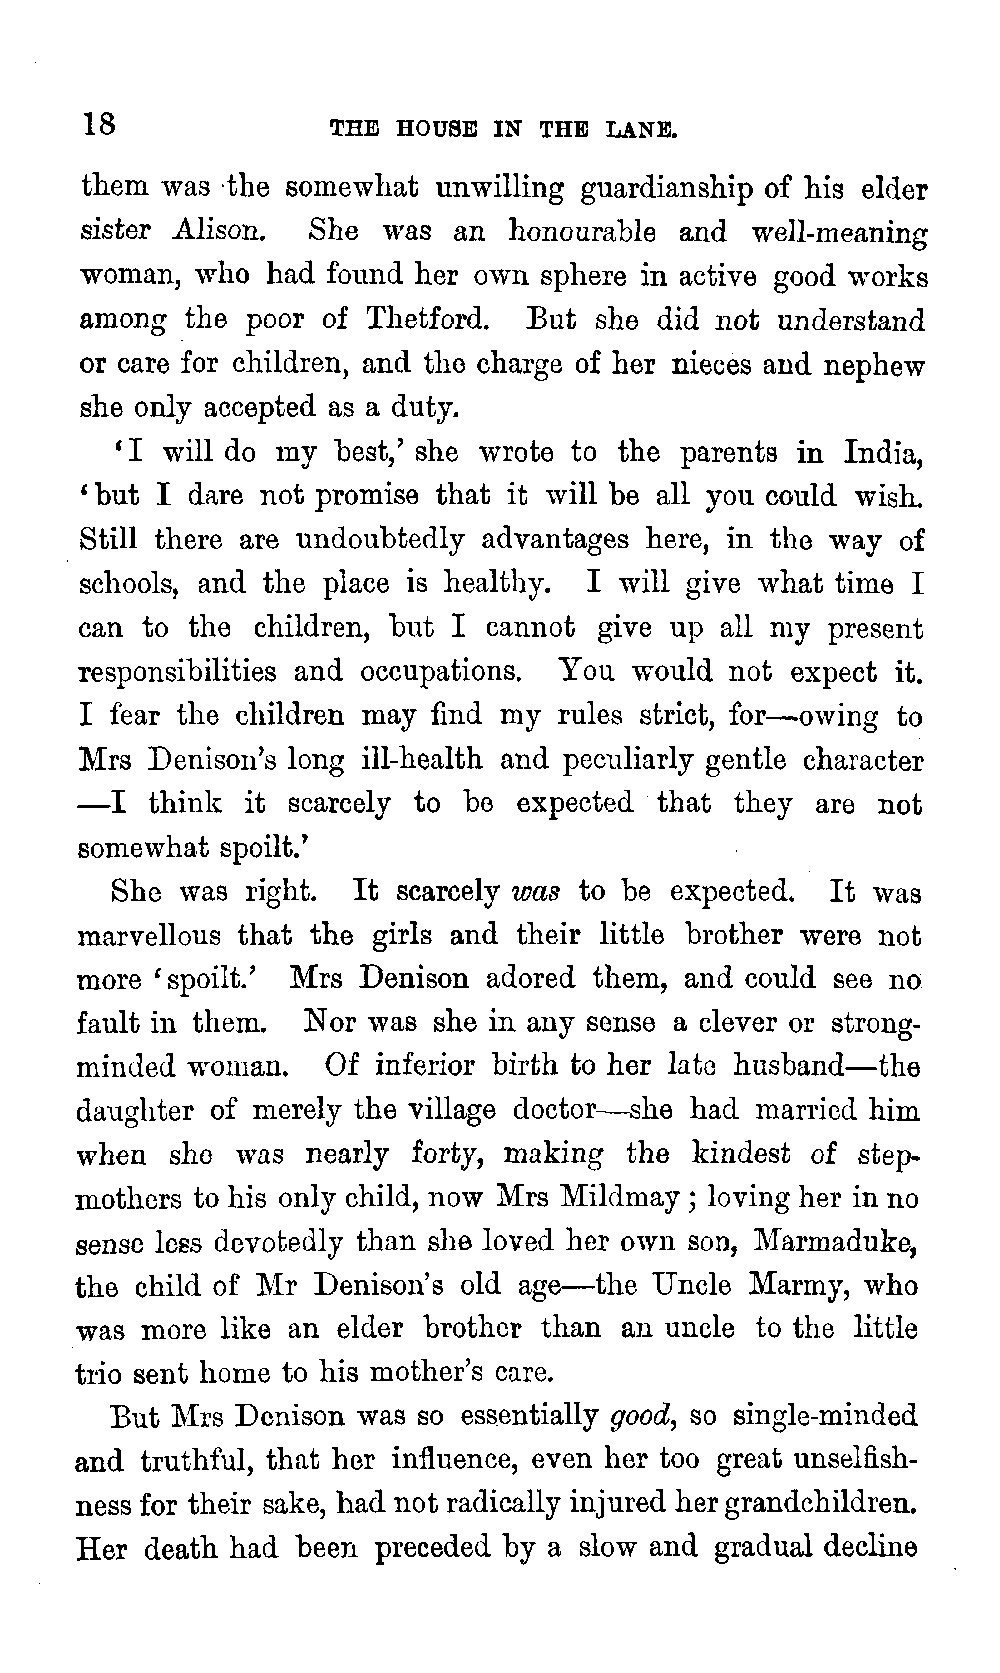 18 THE HOUSE IN THE LANE.
them was the somewhat unwilling guardianship of his elder
sister Alison. She was an honourable and well-meaning
woman, who had found her own sphere in active good works
among the poor of Thetford. But she did not understand
or care for children, and the charge of her nieces and nephew
she only accepted as a duty.
‘I will do my best,’ she wrote to the parents in India,
‘but I dare not promise that it will be all you could wish.
Still there are undoubtedly advantages here, in the way of
schools, and the place is healthy. I will give what time I
can to the children, but I cannot give up all my present
responsibilities and occupations. You would not expect it.
I fear the children may find my rules strict, for—owing to
Mrs Denison’s long ill-health and peculiarly gentle character
—I think it scarcely to be expected that they are not
somewhat spoilt.’
She was right. It scarcely was to be expected. It was
marvellous that the girls and their little brother were not
more ‘spoilt.’ Mrs Denison adored them, and could see no
fault in them. Nor was she in any sense a clever or strong-
minded woman. Of inferior birth to her late husband—the
daughter of merely the village doctor—she had married him
when she was nearly forty, making the kindest of step-
mothers to his only child, now Mrs Mildmay; loving her in no
sense less devotedly than she loved her own son, Marmaduke,
the child of Mr Denison’s old age—the Uncle Marmy, who
was more like an elder brother than an uncle to the little
trio sent home to his mother’s care.
But Mrs Denison was so essentially good, so single-minded
and truthful, that her influence, even her too great unselfish-
ness for their sake, had not radically injured her grandchildren.
Her death had been preceded by a slow and gradual decline